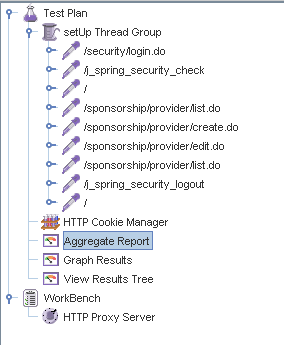 Test Plan
setUp Thread Group
/security/login.do
/j_spring_security_check
/
/sponsorship/provider/list.do
/sponsorship/provider/create.do
/sponsorship/provider/edit.do
/sponsorship/provider/list.do
/j_spring_security_logout
/
HTTP Cookie Manager
Aggregate Report
Graph Results
View Results Tree
WorkBench
HTTP Proxy Server